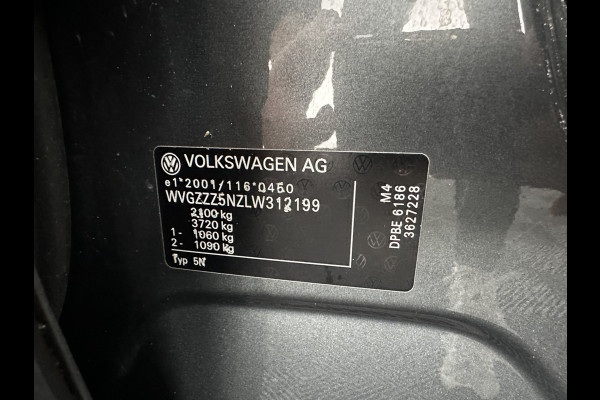 VOLKSWAGEN AG
e1*2001/116*0450
WVGZZZ5NZLW312199
2100 kg
3720 kg
1- 1060 kg
2- 1090 kg
Typ 5N
M4
DPBE 6186
3627228